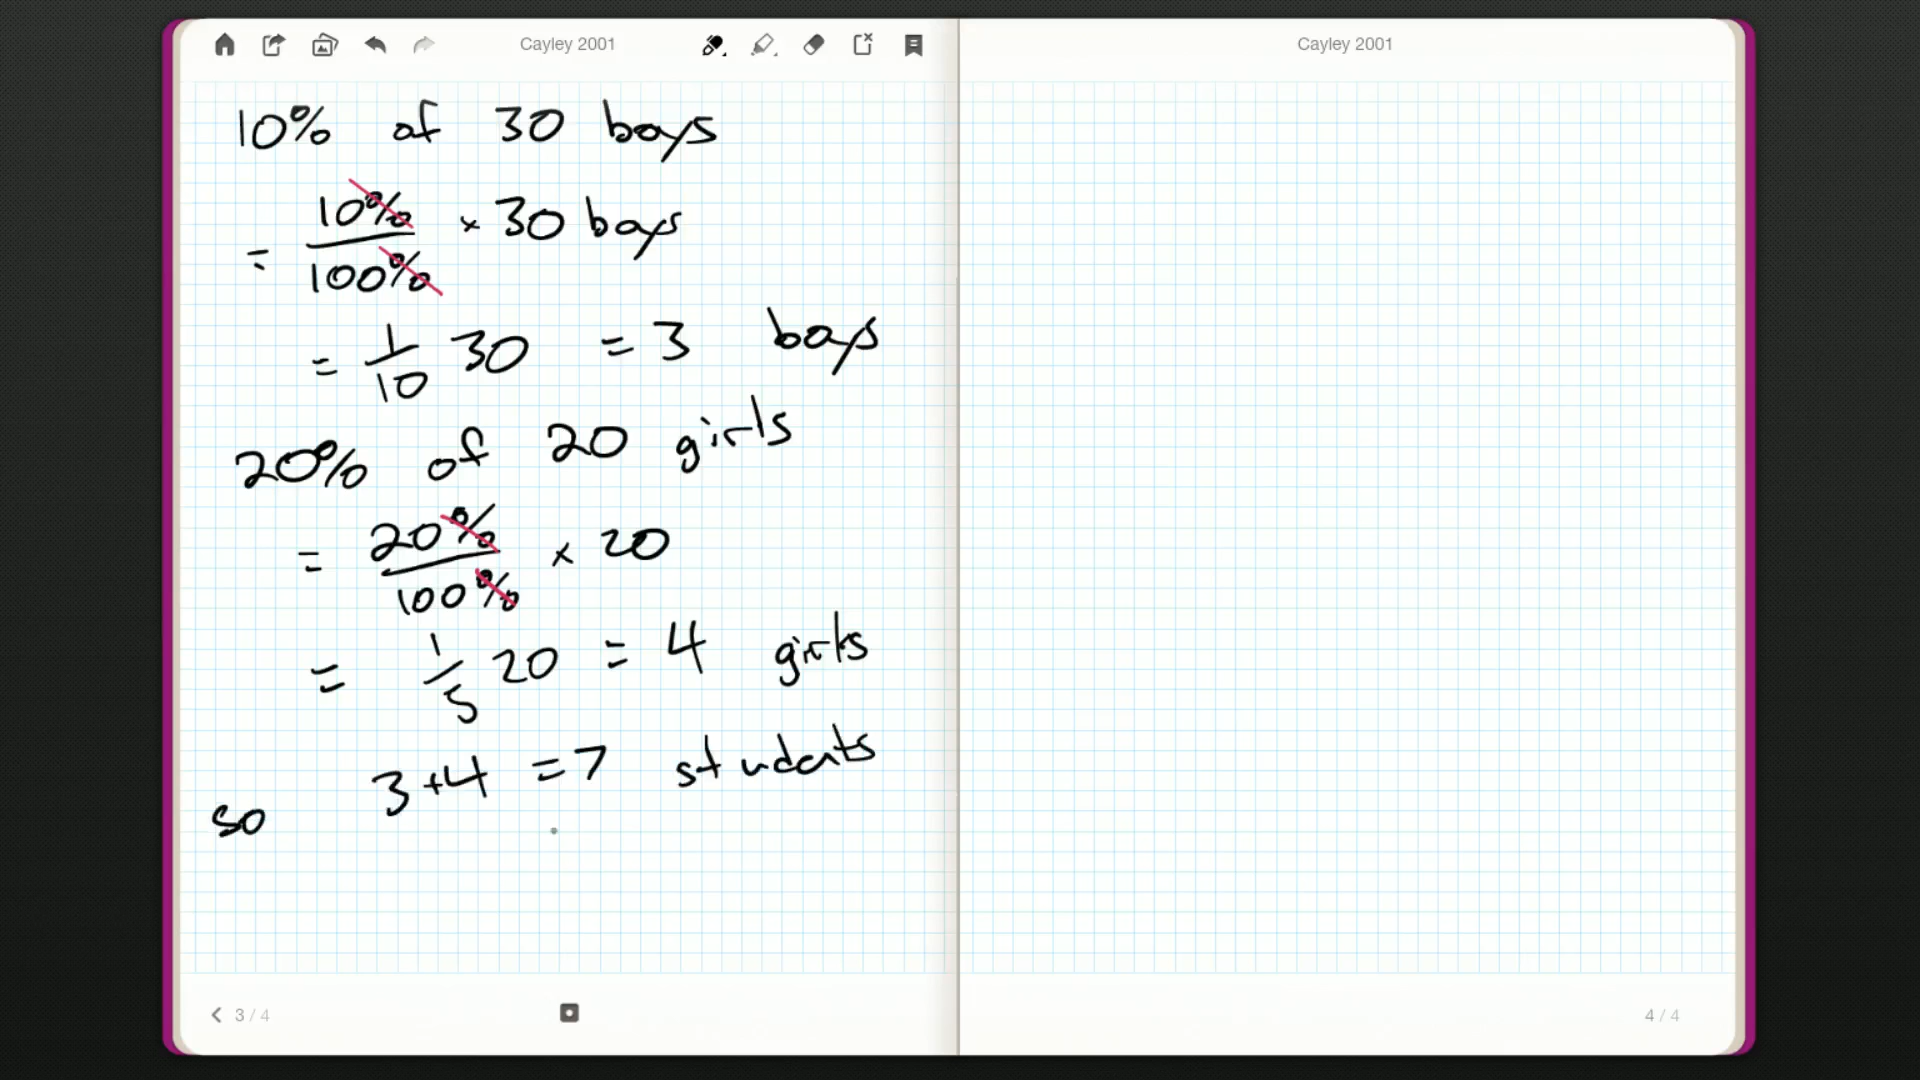 Cayley 2001
Cayley 2001
10% of 30 boys
= 10%/100% × 30 boys
= 1/10 30 = 3 boys
20% of 20 girls
= 20%/100% × 20
= 1/5 20 = 4 girls
so 3+4 =7 students
3 / 4
4 / 4